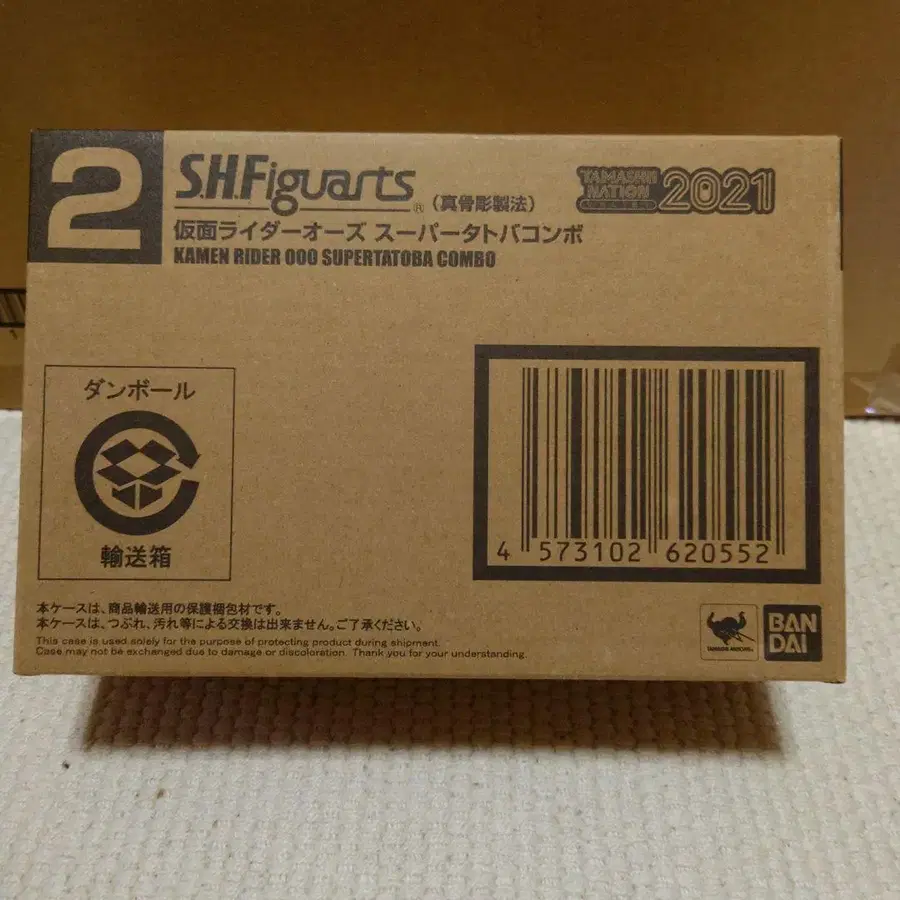 2
S.H.Figuarts® (真骨彫製法)
TAMASHII NATION 2021
仮面ライダーオーズ スーパータトバコンボ
KAMEN RIDER OOO SUPERTATOBA COMBO
ダンボール
輸送箱
4 573102 620552
本ケースは、商品輸送用の保護梱包材です。
本ケースは、つぶれ、汚れ等による交換は出来ません。ご了承ください。
This case is used solely for the purpose of protecting product during shipment.
Case may not be exchanged due to damage or discoloration. Thank you for your understanding.
BAN
DAI